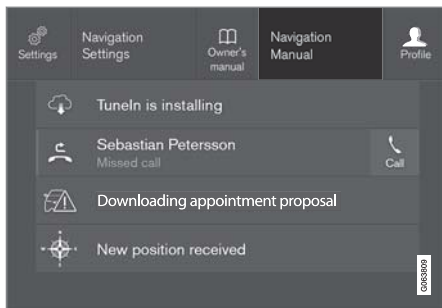 Settings
Navigation
Settings
Owner's
manual
Navigation
Manual
Profile
TuneIn is installing
Sebastian Petersson
Missed call
Call
Downloading appointment proposal
New position received
G063809